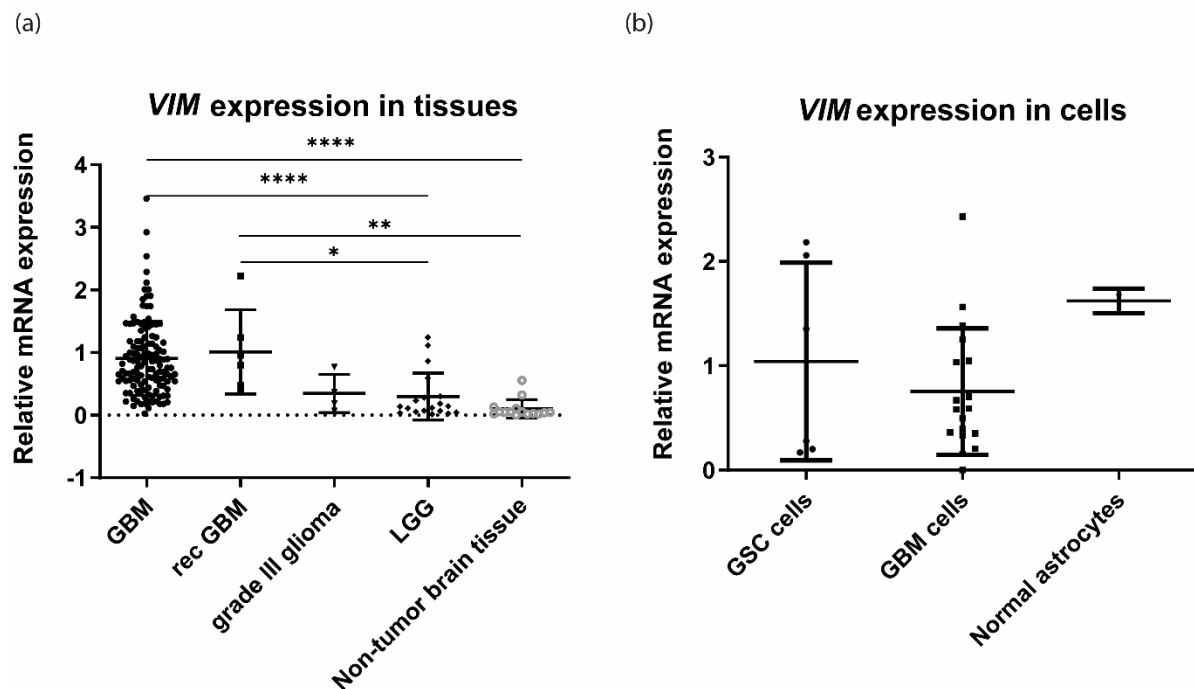 (a)
VIM expression in tissues
Relative mRNA expression
4
3
2
1
0
-1
****
****
**
*
GBM
rec GBM
grade III glioma
LGG
Non-tumor brain tissue
(b)
VIM expression in cells
Relative mRNA expression
3
2
1
0
GSC cells
GBM cells
Normal astrocytes